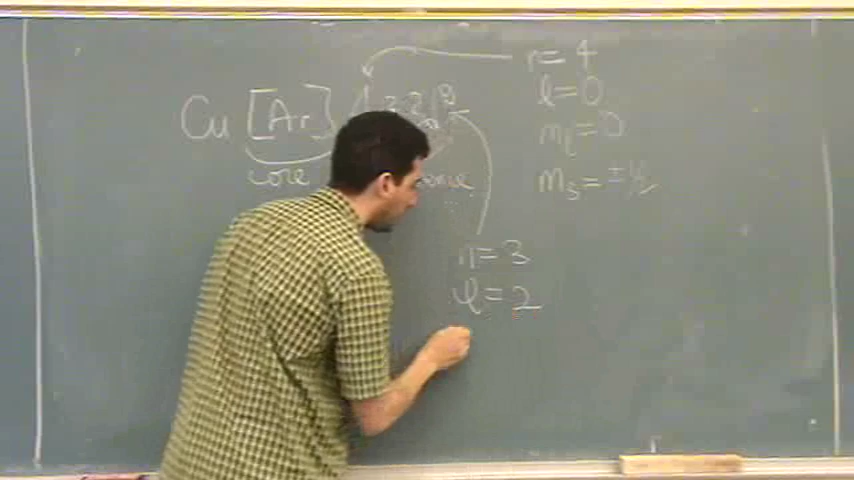 Cu [Ar]
core
n = 4
l = 0
m_l = 0
m_s = ± 1/2
n = 3
l = 2